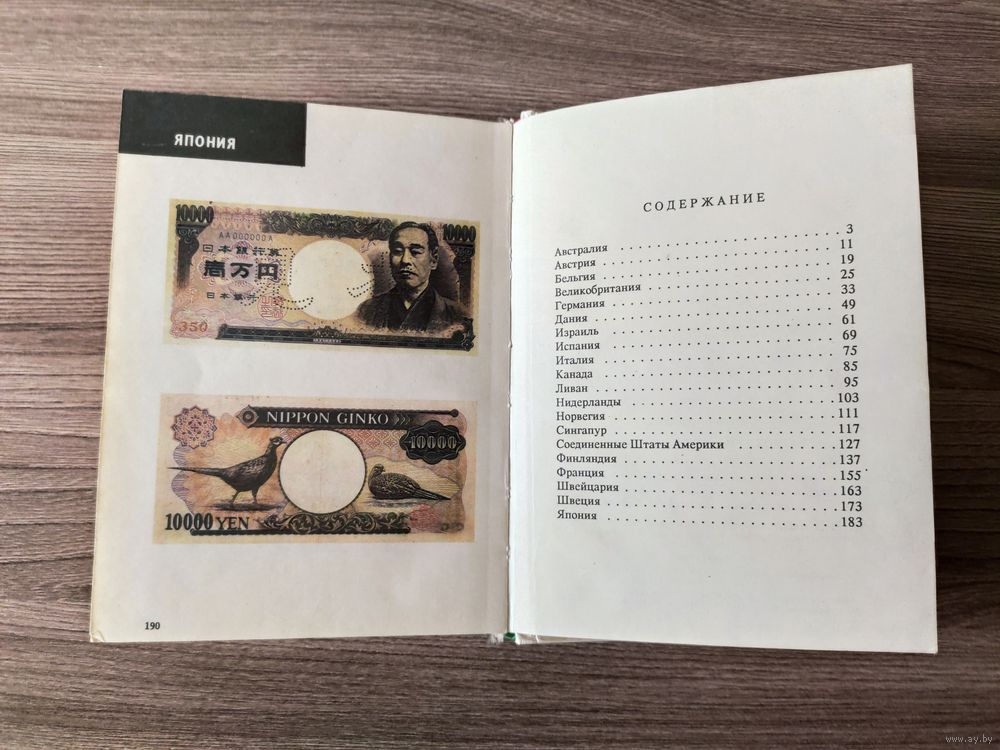 ЯПОНИЯ
10000
10000
AA000000A
日本銀行券
壱万円
日本銀行
350
NIPPON GINKO
10000
10000 YEN
190
СОДЕРЖАНИЕ
Австралия . . . . . . . . . . . . . . . . . . . . 3
Австрия . . . . . . . . . . . . . . . . . . . . 11
Бельгия . . . . . . . . . . . . . . . . . . . . 19
Великобритания . . . . . . . . . . . . . . . . . . . . 25
Германия . . . . . . . . . . . . . . . . . . . . 33
Дания . . . . . . . . . . . . . . . . . . . . 49
Израиль . . . . . . . . . . . . . . . . . . . . 61
Испания . . . . . . . . . . . . . . . . . . . . 69
Италия . . . . . . . . . . . . . . . . . . . . 75
Канада . . . . . . . . . . . . . . . . . . . . 85
Ливан . . . . . . . . . . . . . . . . . . . . 95
Нидерланды . . . . . . . . . . . . . . . . . . . . 103
Норвегия . . . . . . . . . . . . . . . . . . . . 111
Сингапур . . . . . . . . . . . . . . . . . . . . 117
Соединенные Штаты Америки . . . . . . . . . . . . 127
Финляндия . . . . . . . . . . . . . . . . . . . . 137
Франция . . . . . . . . . . . . . . . . . . . . 155
Швейцария . . . . . . . . . . . . . . . . . . . . 163
Швеция . . . . . . . . . . . . . . . . . . . . 173
Япония . . . . . . . . . . . . . . . . . . . . 183
www.ay.by